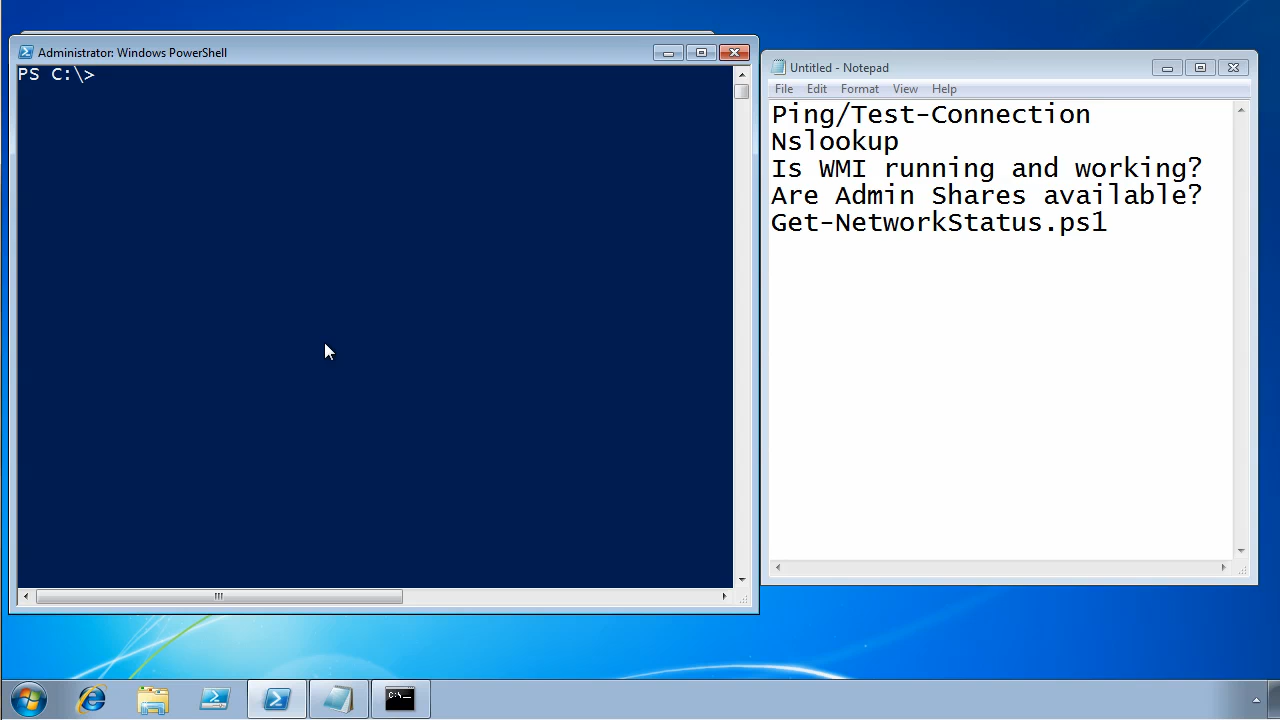 Administrator: Windows PowerShell
PS C:\>
Untitled - Notepad
File Edit Format View Help
Ping/Test-Connection
Nslookup
Is WMI running and working?
Are Admin Shares available?
Get-NetworkStatus.ps1
C:\